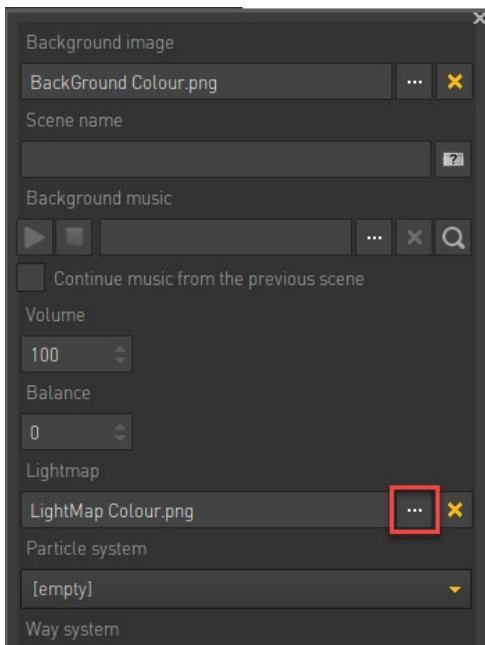 Background image
BackGround Colour.png ...
Scene name
?
Background music
...
Continue music from the previous scene
Volume
100
Balance
0
Lightmap
LightMap Colour.png ...
Particle system
[empty]
Way system